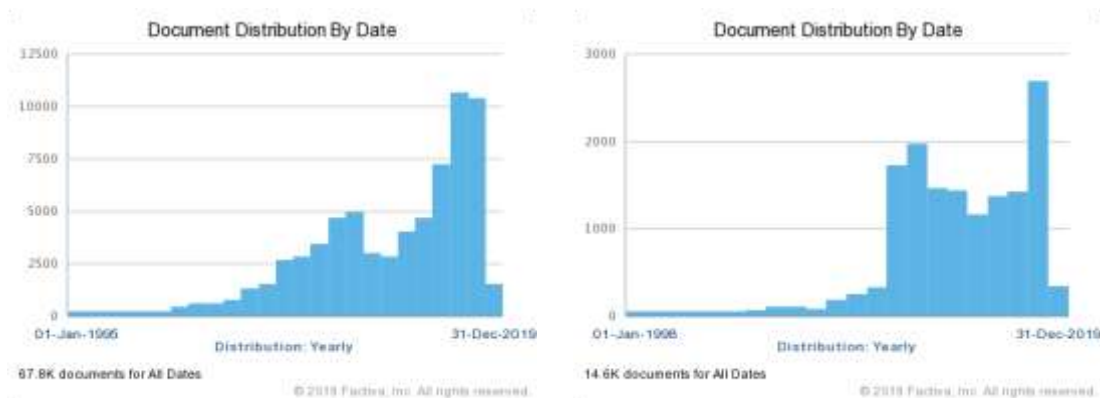 Document Distribution By Date
12500
10000
7500
5000
2500
0
01-Jan-1995
31-Dec-2019
Distribution: Yearly
67.8K documents for All Dates
© 2019 Factiva, Inc. All rights reserved.
Document Distribution By Date
3000
2000
1000
0
01-Jan-1998
31-Dec-2019
Distribution: Yearly
14.6K documents for All Dates
© 2019 Factiva, Inc. All rights reserved.